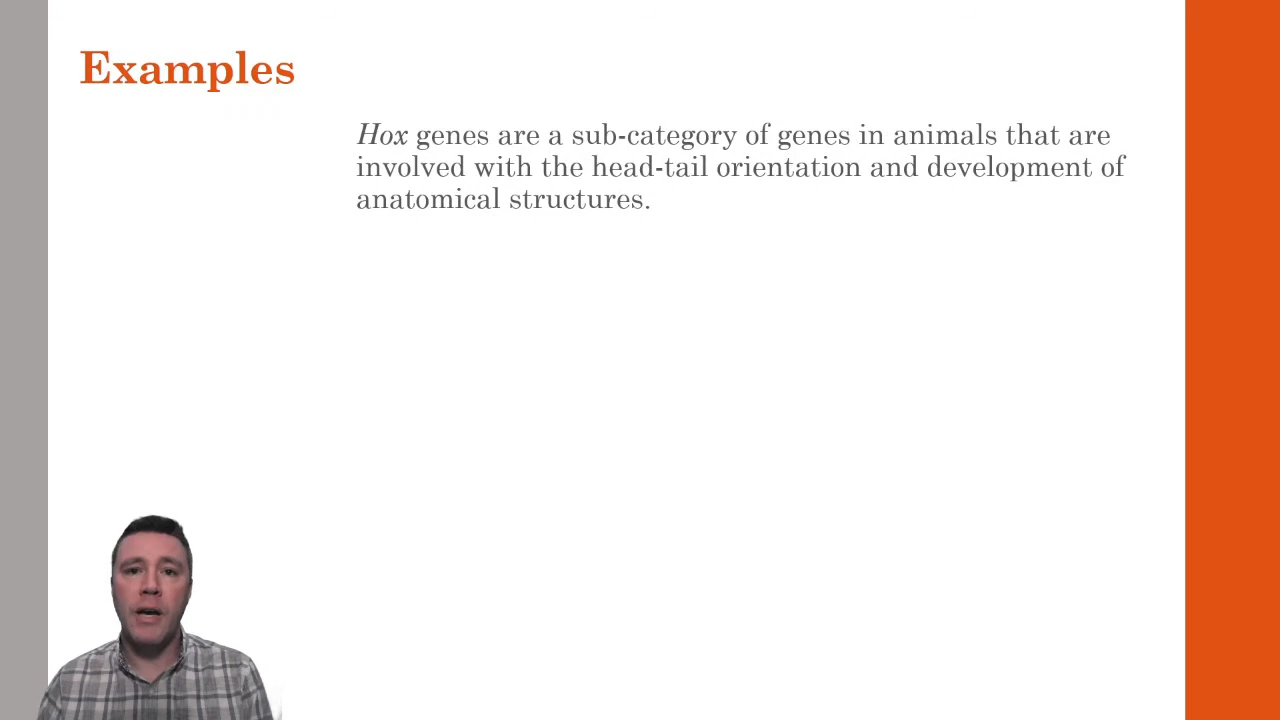 Examples
Hox genes are a sub-category of genes in animals that are
involved with the head-tail orientation and development of
anatomical structures.